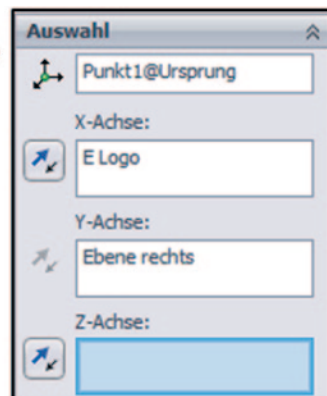 Auswahl
Punkt1@Ursprung
X-Achse:
E Logo
Y-Achse:
Ebene rechts
Z-Achse: